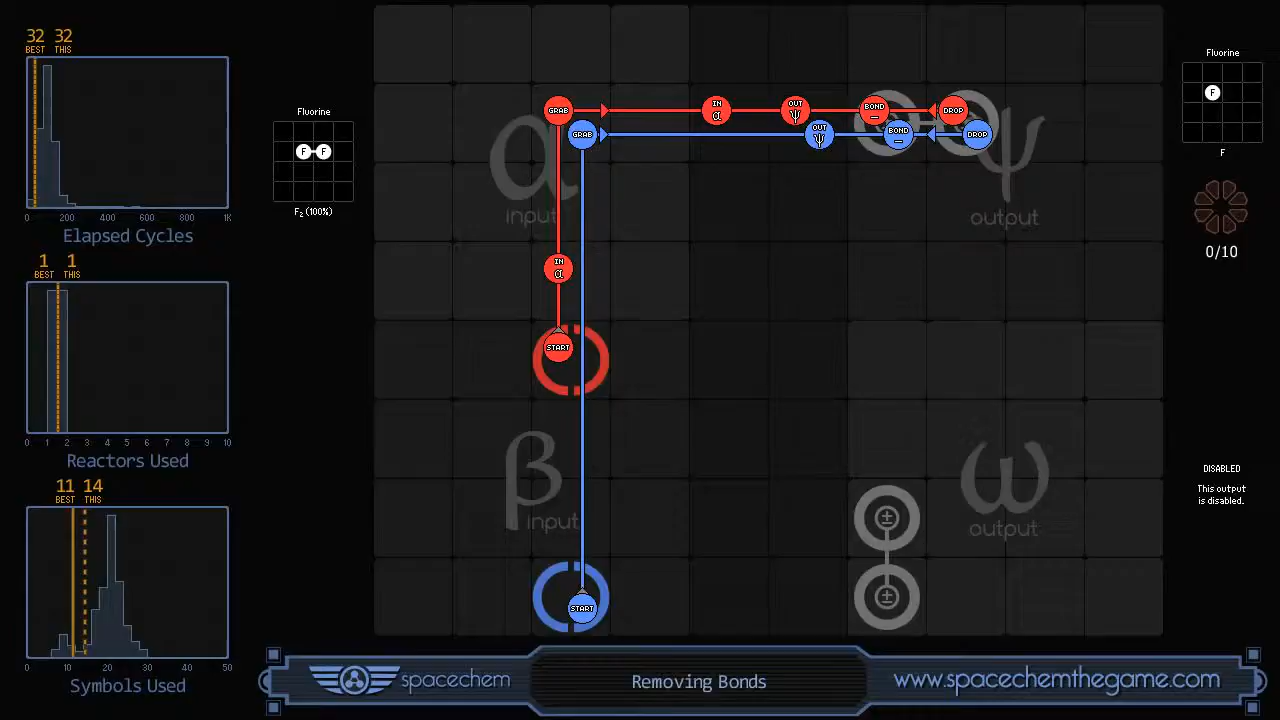 32 32
BEST THIS
0 200 400 600 800 1K
Elapsed Cycles
1 1
BEST THIS
0 1 2 3 4 5 6 7 8 9 10
Reactors Used
11 14
BEST THIS
0 10 20 30 40 50
Symbols Used
Fluorine
F F
F₂ (100%)
α
input
β
input
ψ
output
ω
output
GRAB
IN α
OUT ψ
BOND −
DROP
GRAB
OUT ψ
BOND −
DROP
IN α
START
START
±
±
Fluorine
F
F
0/10
DISABLED
This output
is disabled.
spacechem
Removing Bonds
www.spacechemthegame.com